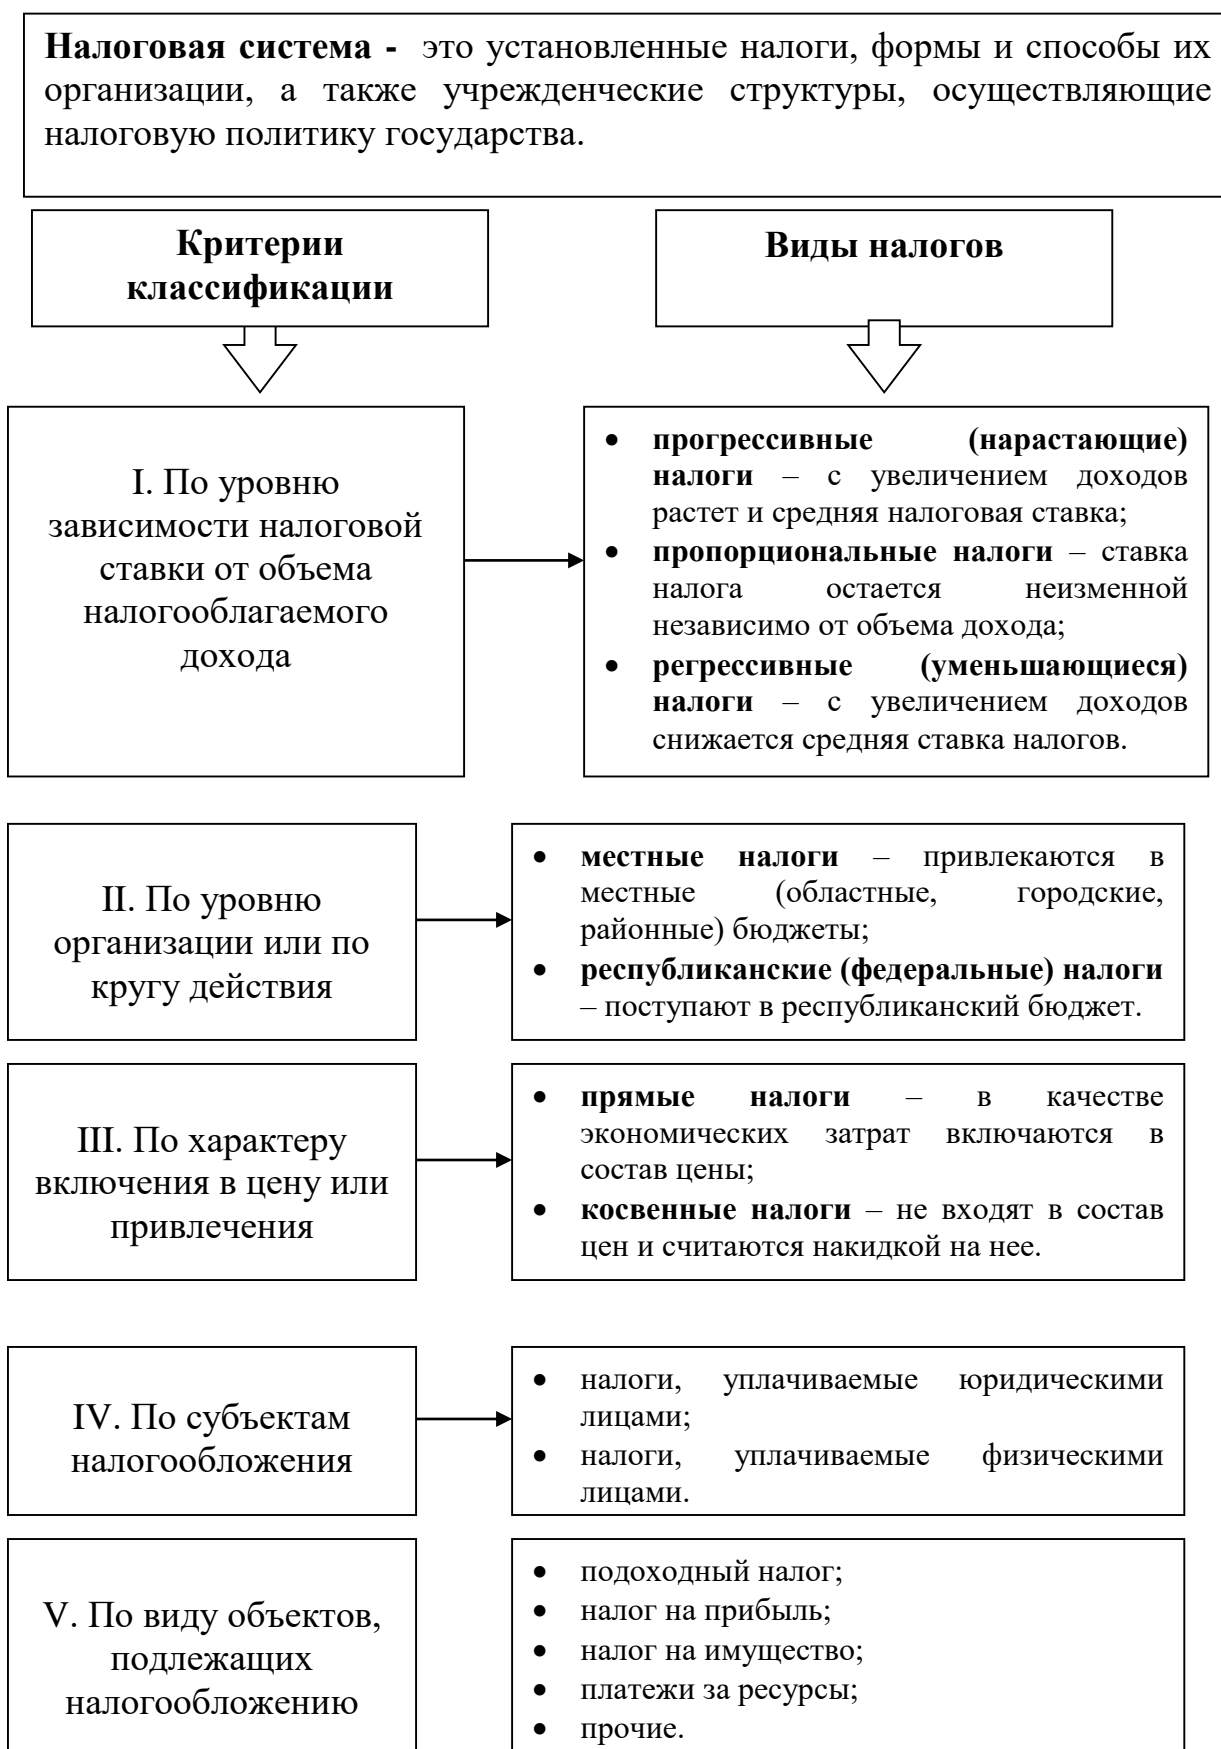 Налоговая система - это установленные налоги, формы и способы их
организации, а также учрежденческие структуры, осуществляющие
налоговую политику государства.
Критерии
классификации
Виды налогов
I. По уровню
зависимости налоговой
ставки от объема
налогооблагаемого
дохода
• прогрессивные (нарастающие)
налоги – с увеличением доходов
растет и средняя налоговая ставка;
• пропорциональные налоги – ставка
налога остается неизменной
независимо от объема дохода;
• регрессивные (уменьшающиеся)
налоги – с увеличением доходов
снижается средняя ставка налогов.
II. По уровню
организации или по
кругу действия
• местные налоги – привлекаются в
местные (областные, городские,
районные) бюджеты;
• республиканские (федеральные) налоги
– поступают в республиканский бюджет.
III. По характеру
включения в цену или
привлечения
• прямые налоги – в качестве
экономических затрат включаются в
состав цены;
• косвенные налоги – не входят в состав
цен и считаются накидкой на нее.
IV. По субъектам
налогообложения
• налоги, уплачиваемые юридическими
лицами;
• налоги, уплачиваемые физическими
лицами.
V. По виду объектов,
подлежащих
налогообложению
• подоходный налог;
• налог на прибыль;
• налог на имущество;
• платежи за ресурсы;
• прочие.